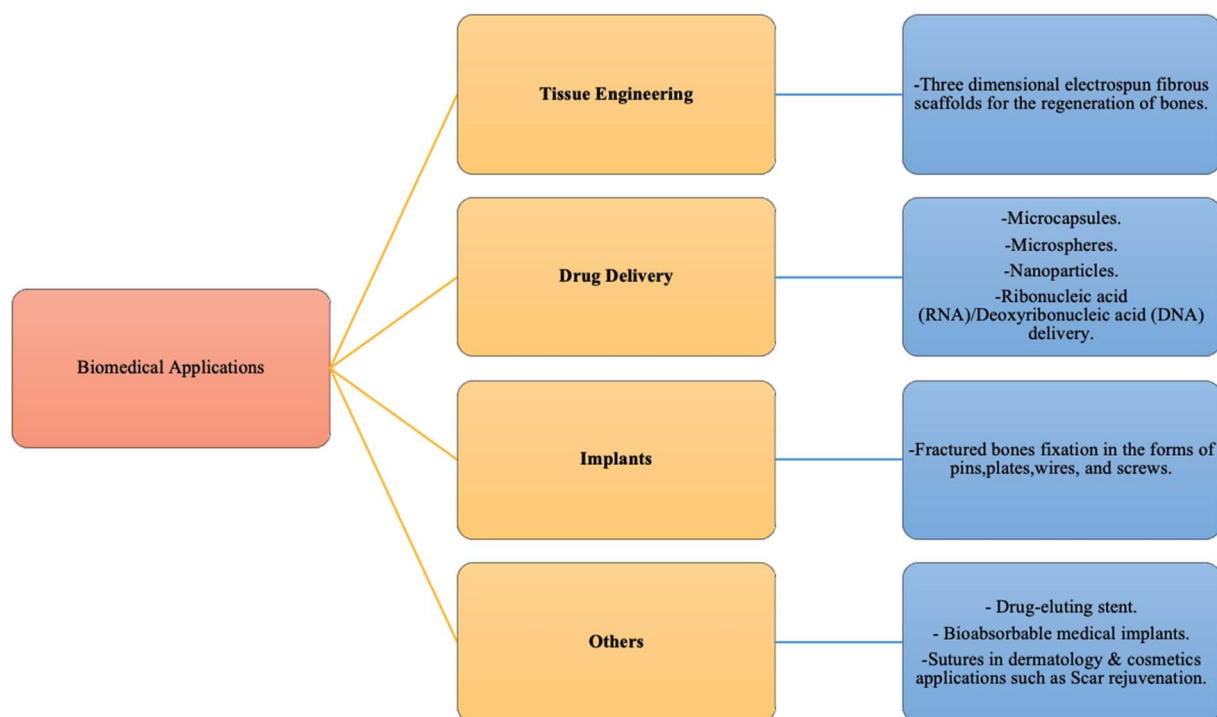 Biomedical Applications
Tissue Engineering
-Three dimensional electrospun fibrous
scaffolds for the regeneration of bones.
Drug Delivery
-Microcapsules.
-Microspheres.
-Nanoparticles.
-Ribonucleic acid
(RNA)/Deoxyribonucleic acid (DNA)
delivery.
Implants
-Fractured bones fixation in the forms of
pins,plates,wires, and screws.
Others
- Drug-eluting stent.
- Bioabsorbable medical implants.
-Sutures in dermatology & cosmetics
applications such as Scar rejuvenation.